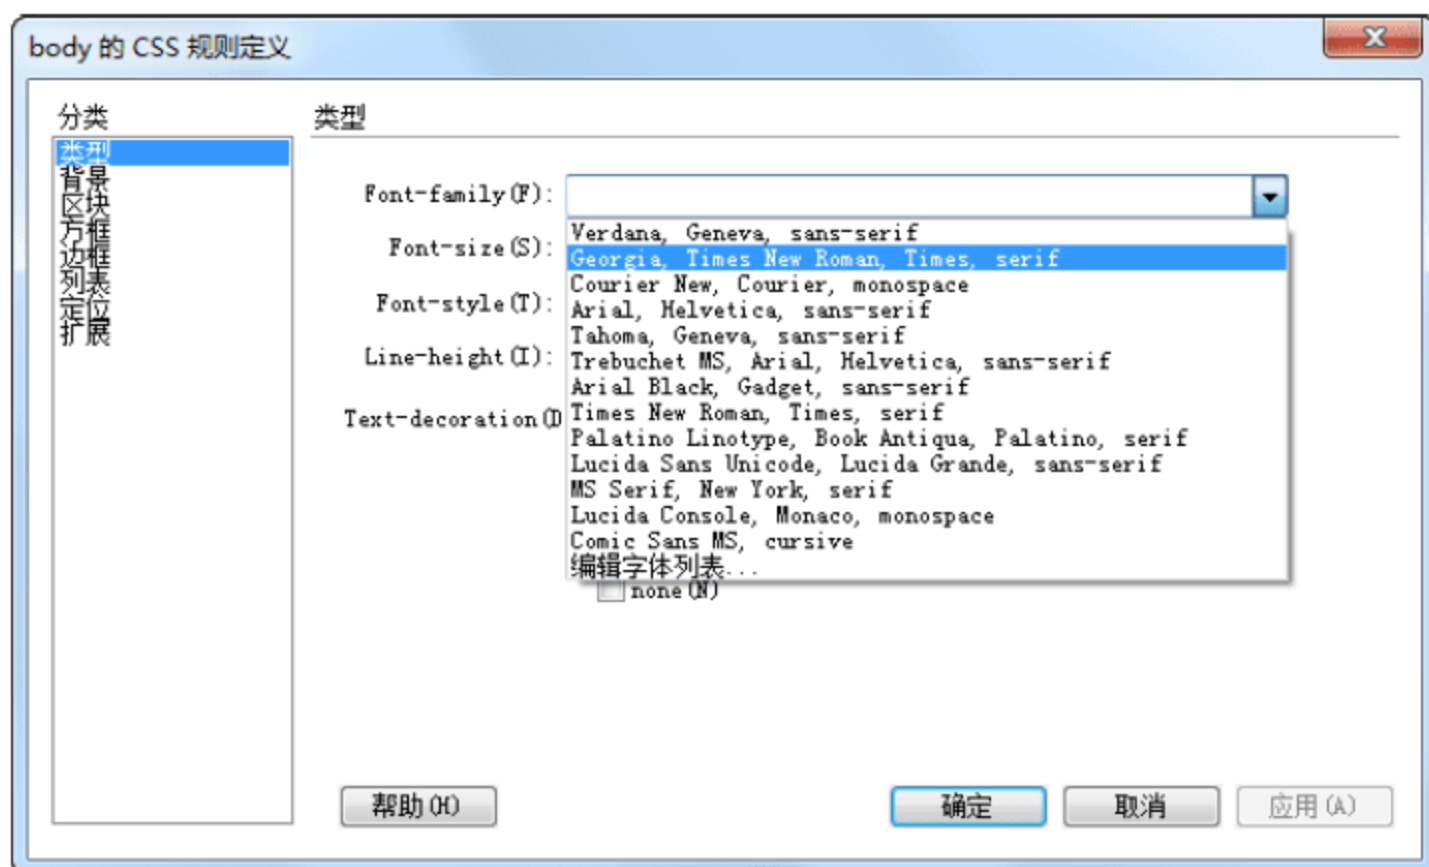 body 的 CSS 规则定义
分类
类型
背景
区块
方框
边框
列表
定位
扩展
类型
Font-family(F):
Font-size(S):
Font-style(T):
Line-height(I):
Text-decoration(D
Verdana, Geneva, sans-serif
Georgia, Times New Roman, Times, serif
Courier New, Courier, monospace
Arial, Helvetica, sans-serif
Tahoma, Geneva, sans-serif
Trebuchet MS, Arial, Helvetica, sans-serif
Arial Black, Gadget, sans-serif
Times New Roman, Times, serif
Palatino Linotype, Book Antiqua, Palatino, serif
Lucida Sans Unicode, Lucida Grande, sans-serif
MS Serif, New York, serif
Lucida Console, Monaco, monospace
Comic Sans MS, cursive
编辑字体列表...
none(N)
帮助(H)
确定
取消
应用(A)